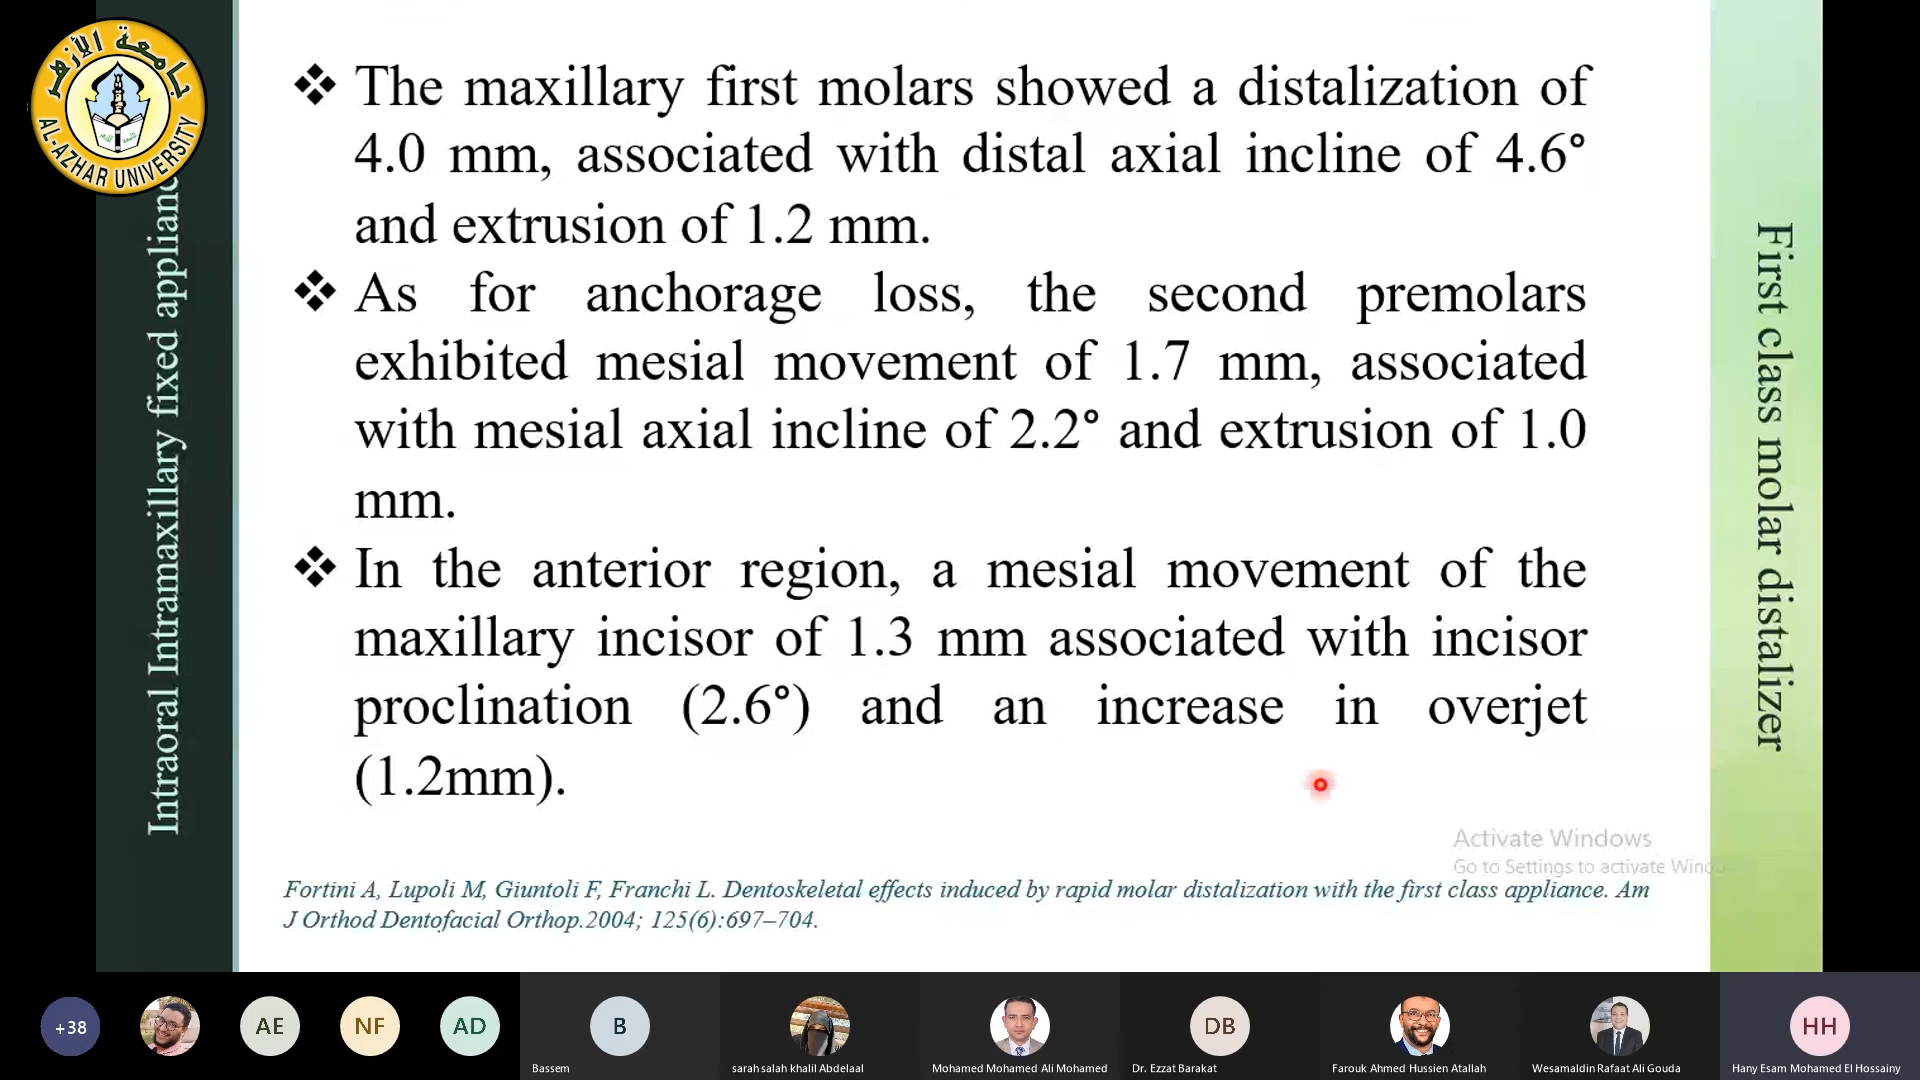 جامعة الأزهر
AL-AZHAR UNIVERSITY
Intraoral Intramaxillary fixed applianc
❖ The maxillary first molars showed a distalization of
4.0 mm, associated with distal axial incline of 4.6°
and extrusion of 1.2 mm.
❖ As for anchorage loss, the second premolars
exhibited mesial movement of 1.7 mm, associated
with mesial axial incline of 2.2° and extrusion of 1.0
mm.
❖ In the anterior region, a mesial movement of the
maxillary incisor of 1.3 mm associated with incisor
proclination (2.6°) and an increase in overjet
(1.2mm).
First class molar distalizer
Activate Windows
Go to Settings to activate Windo
Fortini A, Lupoli M, Giuntoli F, Franchi L. Dentoskeletal effects induced by rapid molar distalization with the first class appliance. Am
J Orthod Dentofacial Orthop.2004; 125(6):697–704.
+38
AE
NF
AD
B
DB
HH
Bassem
sarah salah khalil Abdelaal
Mohamed Mohamed Ali Mohamed
Dr. Ezzat Barakat
Farouk Ahmed Hussien Atallah
Wesamaldin Rafaat Ali Gouda
Hany Esam Mohamed El Hossainy